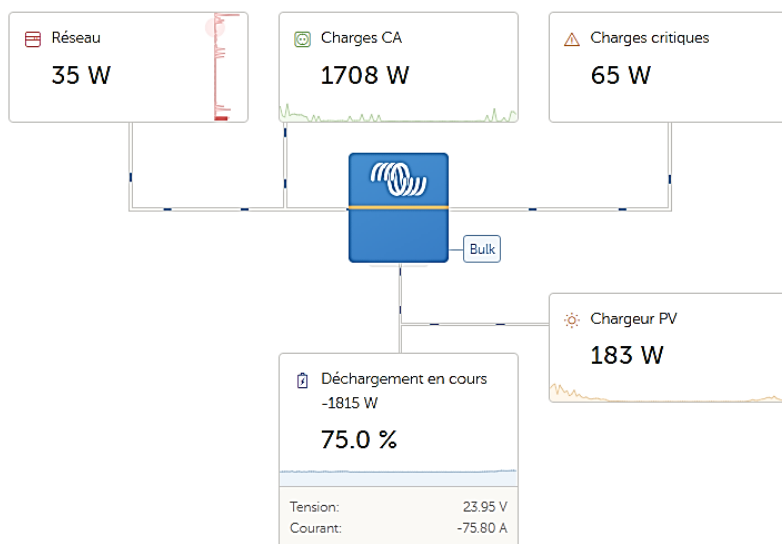 Réseau
35 W
Charges CA
1708 W
Charges critiques
65 W
Bulk
Chargeur PV
183 W
Déchargement en cours
-1815 W
75.0 %
Tension: 23.95 V
Courant: -75.80 A